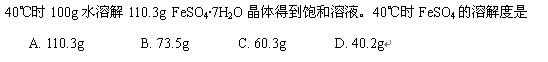 40℃时 100g 水溶解 110.3g FeSO₄·7H₂O 晶体得到饱和溶液。40℃时 FeSO₄ 的溶解度是
A. 110.3g B. 73.5g C. 60.3g D. 40.2g↵